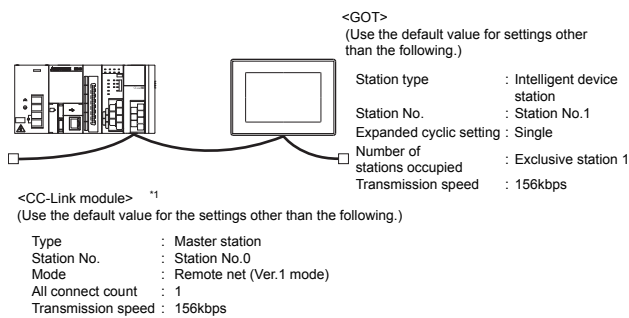 <GOT>
(Use the default value for settings other
than the following.)
Station type : Intelligent device
station
Station No. : Station No.1
Expanded cyclic setting : Single
Number of
stations occupied : Exclusive station 1
Transmission speed : 156kbps
<CC-Link module> *1
(Use the default value for the settings other than the following.)
Type : Master station
Station No. : Station No.0
Mode : Remote net (Ver.1 mode)
All connect count : 1
Transmission speed : 156kbps